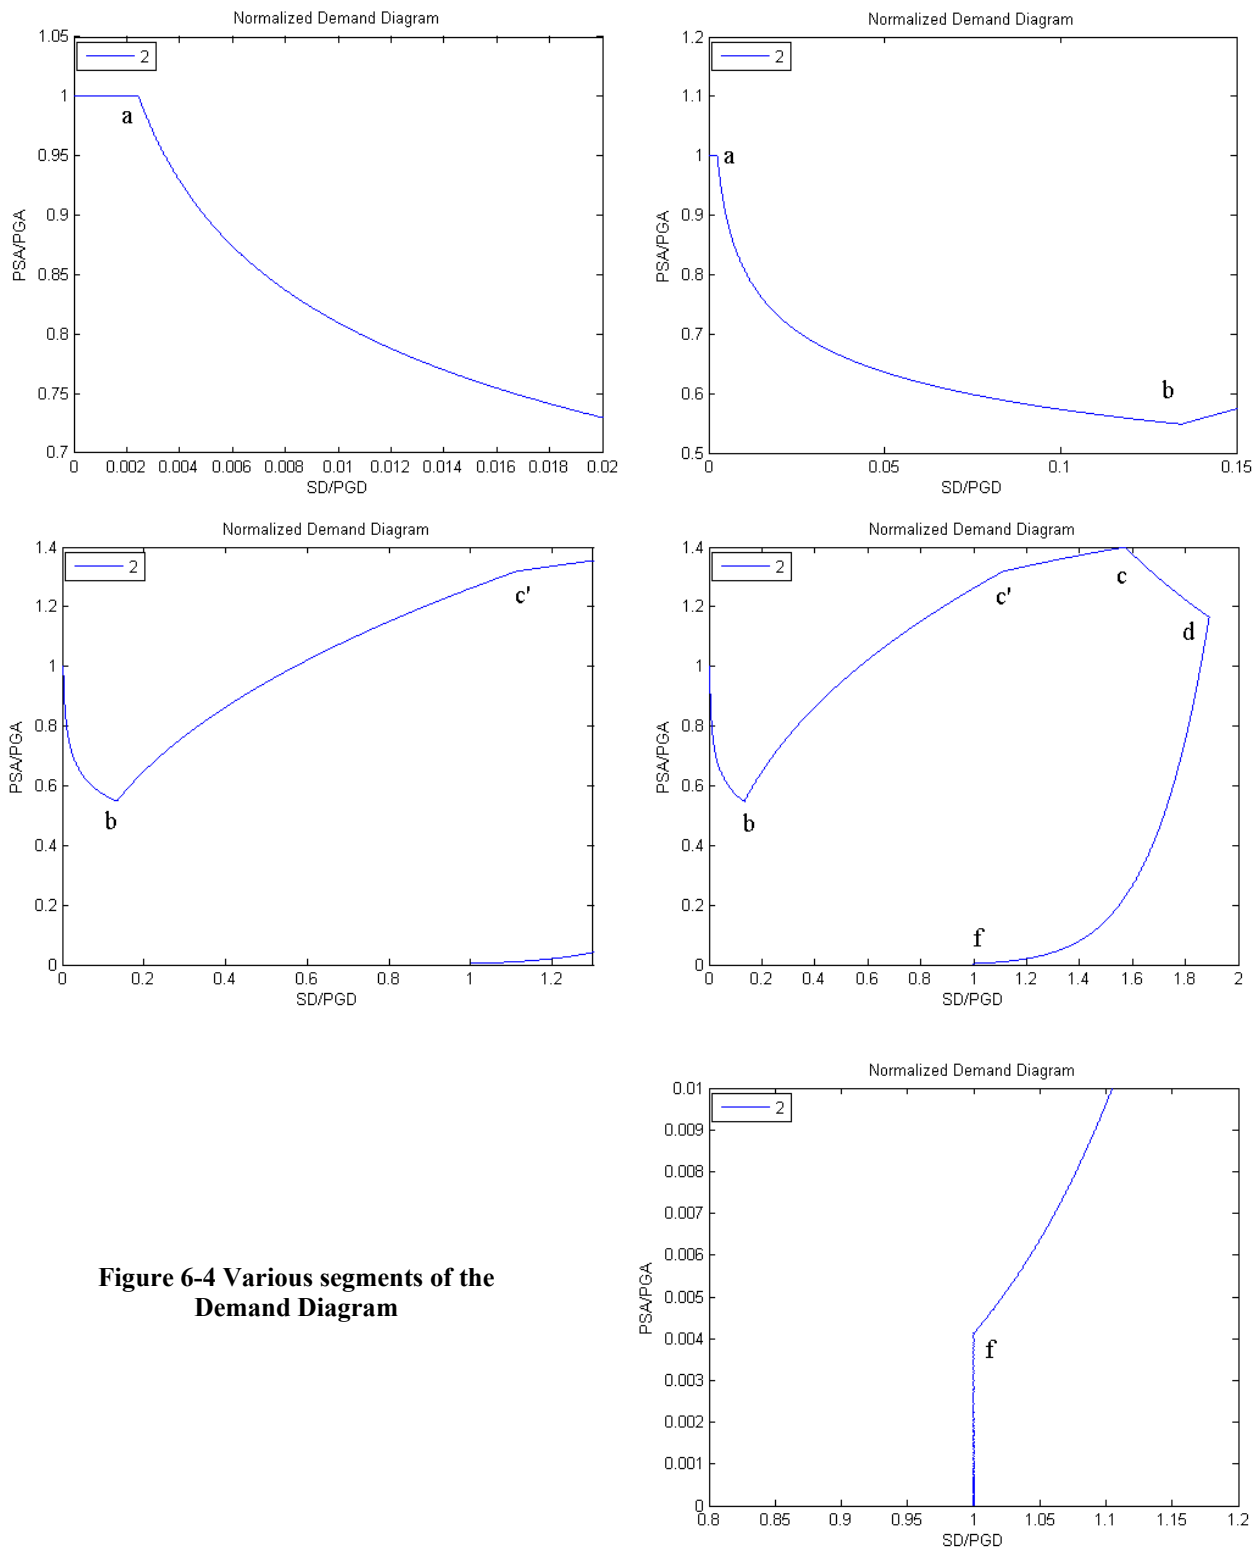 Normalized Demand Diagram
1.05
1
0.95
0.9
0.85
0.8
0.75
0.7
PSA/PGA
2
a
0 0.002 0.004 0.006 0.008 0.01 0.012 0.014 0.016 0.018 0.02
SD/PGD
Normalized Demand Diagram
1.2
1.1
1
0.9
0.8
0.7
0.6
0.5
PSA/PGA
2
a
b
0 0.05 0.1 0.15
SD/PGD
Normalized Demand Diagram
1.4
1.2
1
0.8
0.6
0.4
0.2
0
PSA/PGA
2
c'
b
0 0.2 0.4 0.6 0.8 1 1.2
SD/PGD
Normalized Demand Diagram
1.4
1.2
1
0.8
0.6
0.4
0.2
0
PSA/PGA
2
c'
c
d
b
f
0 0.2 0.4 0.6 0.8 1 1.2 1.4 1.6 1.8 2
SD/PGD
Figure 6-4 Various segments of the
Demand Diagram
Normalized Demand Diagram
0.01
0.009
0.008
0.007
0.006
0.005
0.004
0.003
0.002
0.001
0
PSA/PGA
2
f
0.8 0.85 0.9 0.95 1 1.05 1.1 1.15 1.2
SD/PGD